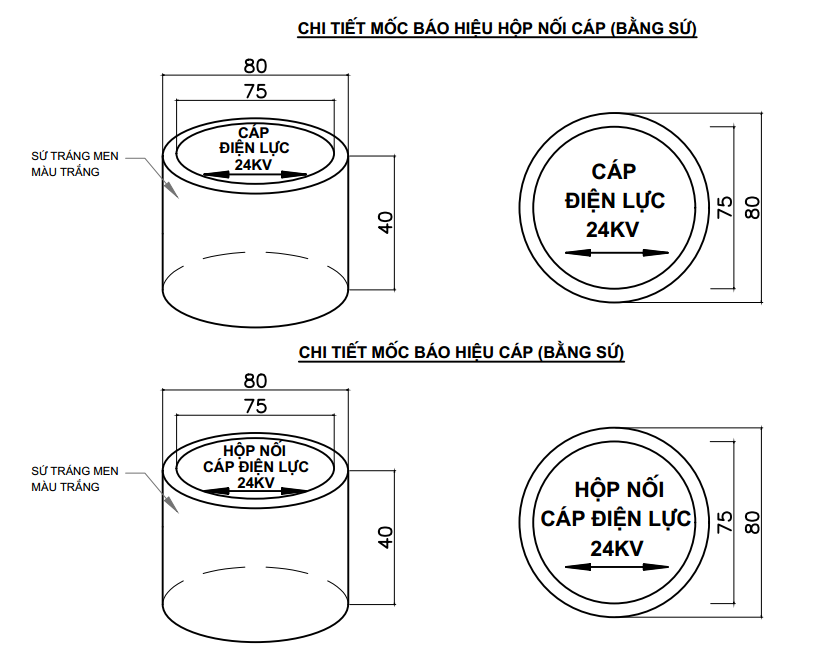 CHI TIẾT MỐC BÁO HIỆU HỘP NỐI CÁP (BẰNG SỨ)
80
75
CÁP
ĐIỆN LỰC
24KV
SỨ TRÁNG MEN
MÀU TRẮNG
40
CÁP
ĐIỆN LỰC
24KV
75
80
CHI TIẾT MỐC BÁO HIỆU CÁP (BẰNG SỨ)
80
75
HỘP NỐI
CÁP ĐIỆN LỰC
24KV
SỨ TRÁNG MEN
MÀU TRẮNG
40
HỘP NỐI
CÁP ĐIỆN LỰC
24KV
75
80